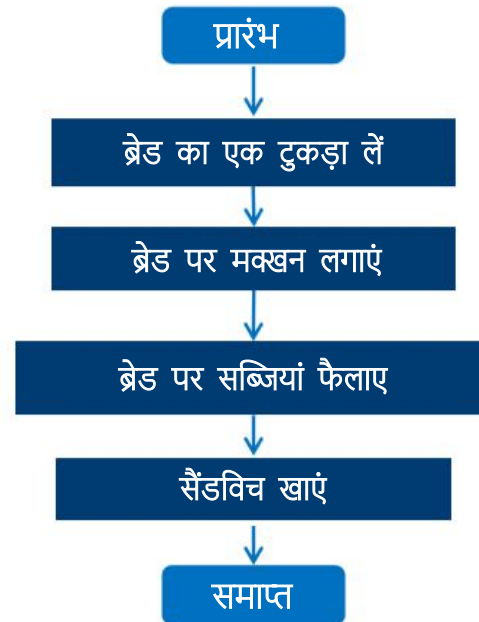 प्रारंभ
ब्रेड का एक टुकड़ा लें
ब्रेड पर मक्खन लगाएं
ब्रेड पर सब्जियां फैलाए
सैंडविच खाएं
समाप्त